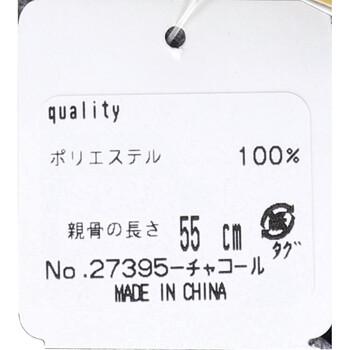 quality
ポリエステル 100%
親骨の長さ 55 cm
タグ
No.27395ーチャコール
MADE IN CHINA